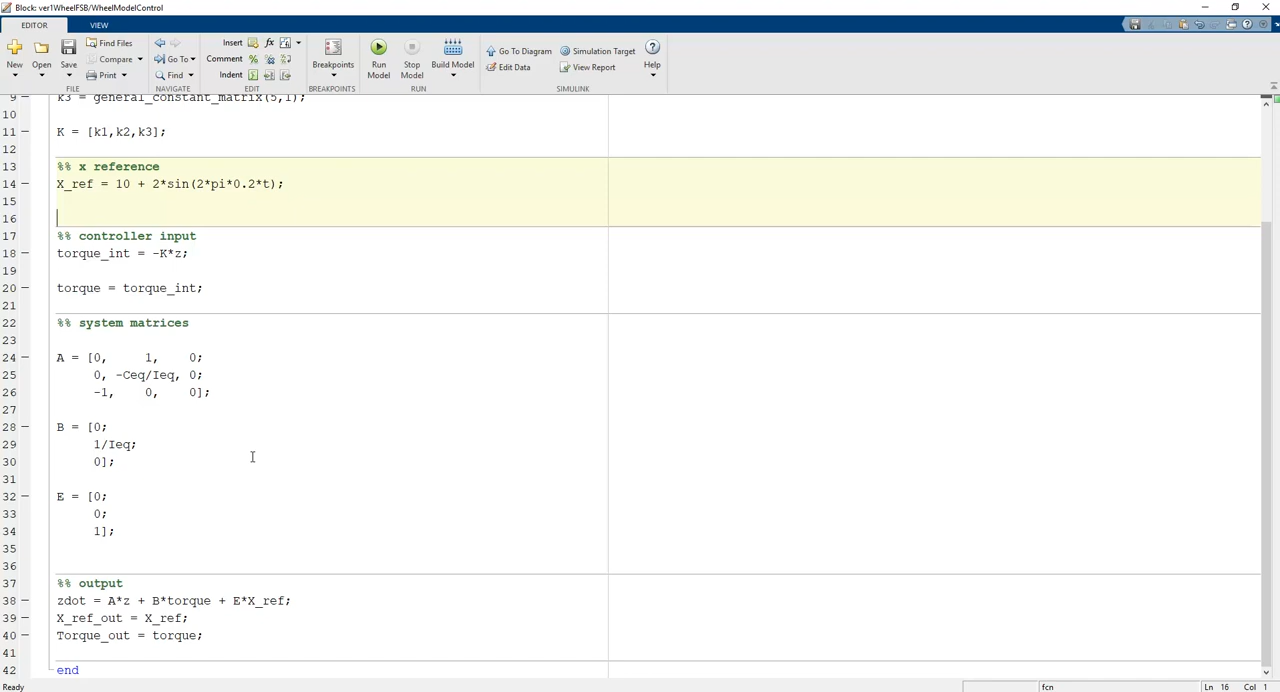 Block: ver1WheelFSB/WheelModelControl
EDITOR VIEW
New Open Save Find Files Compare Print
Go To Find
Insert fx
Comment %
Indent
Breakpoints
Run Model
Stop Model
Build Model
Go To Diagram Simulation Target
Edit Data View Report
Help
FILE NAVIGATE EDIT BREAKPOINTS RUN SIMULINK
9 k3 = general_constant_matrix(5,1);
10
11 K = [k1,k2,k3];
12
13 %% x reference
14 X_ref = 10 + 2*sin(2*pi*0.2*t);
15
16
17 %% controller input
18 torque_int = -K*z;
19
20 torque = torque_int;
21
22 %% system matrices
23
24 A = [0, 1, 0;
25 0, -Ceq/Ieq, 0;
26 -1, 0, 0];
27
28 B = [0;
29 1/Ieq;
30 0];
31
32 E = [0;
33 0;
34 1];
35
36
37 %% output
38 zdot = A*z + B*torque + E*X_ref;
39 X_ref_out = X_ref;
40 Torque_out = torque;
41
42 end
Ready fcn Ln 16 Col 1